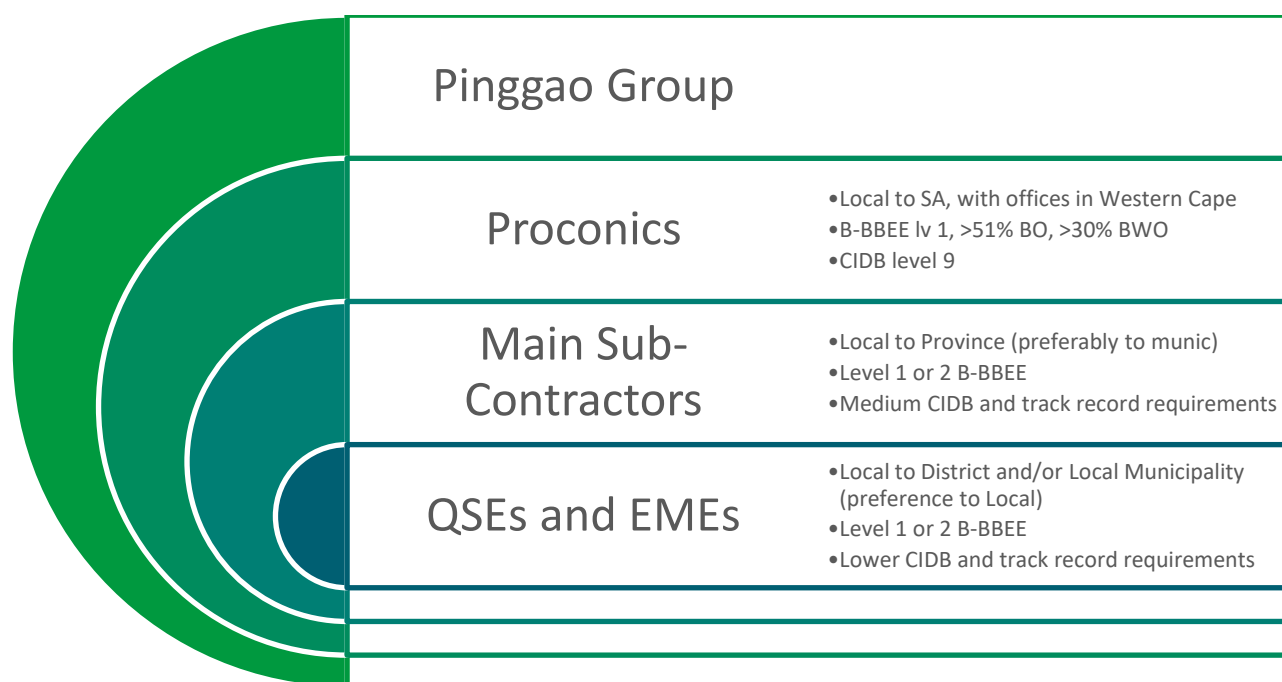 Pinggao Group
Proconics
•Local to SA, with offices in Western Cape
•B-BBEE lv 1, >51% BO, >30% BWO
•CIDB level 9
Main Sub-
Contractors
•Local to Province (preferably to munic)
•Level 1 or 2 B-BBEE
•Medium CIDB and track record requirements
QSEs and EMEs
•Local to District and/or Local Municipality
(preference to Local)
•Level 1 or 2 B-BBEE
•Lower CIDB and track record requirements